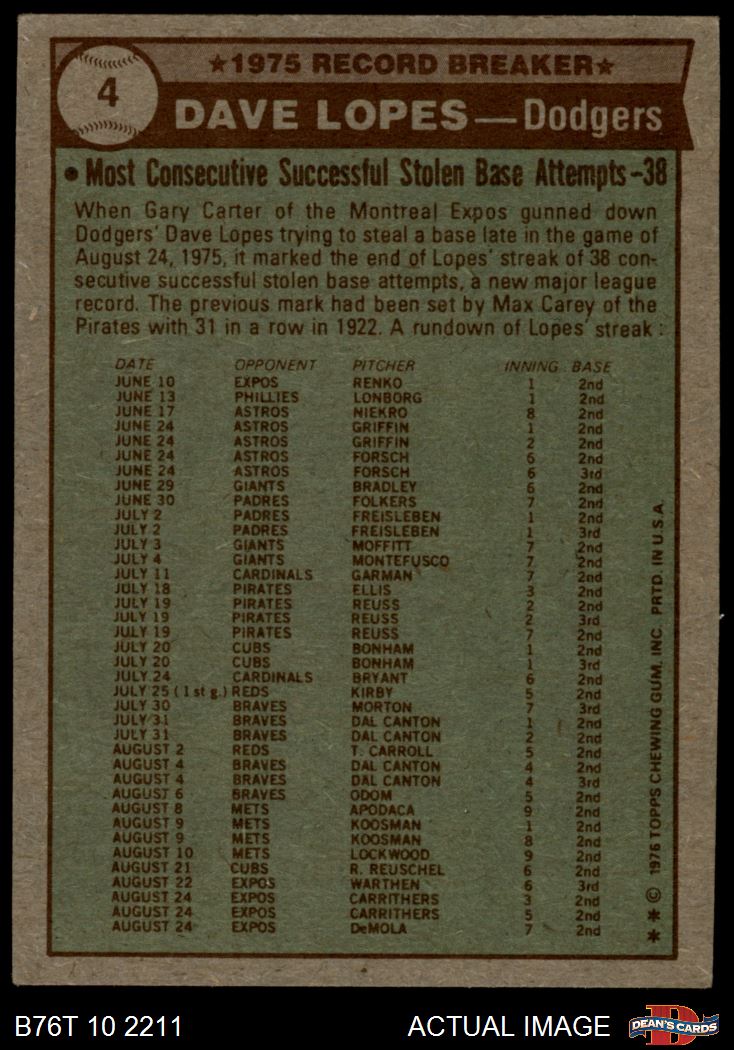 4
★1975 RECORD BREAKER★
DAVE LOPES—Dodgers
• Most Consecutive Successful Stolen Base Attempts-38
When Gary Carter of the Montreal Expos gunned down
Dodgers' Dave Lopes trying to steal a base late in the game of
August 24, 1975, it marked the end of Lopes' streak of 38 con-
secutive successful stolen base attempts, a new major league
record. The previous mark had been set by Max Carey of the
Pirates with 31 in a row in 1922. A rundown of Lopes' streak:
DATE OPPONENT PITCHER INNING BASE
JUNE 10 EXPOS RENKO 1 2nd
JUNE 13 PHILLIES LONBORG 1 2nd
JUNE 17 ASTROS NIEKRO 8 2nd
JUNE 24 ASTROS GRIFFIN 1 2nd
JUNE 24 ASTROS GRIFFIN 2 2nd
JUNE 24 ASTROS FORSCH 6 2nd
JUNE 24 ASTROS FORSCH 6 3rd
JUNE 29 GIANTS BRADLEY 6 2nd
JUNE 30 PADRES FOLKERS 7 2nd
JULY 2 PADRES FREISLEBEN 1 2nd
JULY 2 PADRES FREISLEBEN 1 3rd
JULY 3 GIANTS MOFFITT 7 2nd
JULY 4 GIANTS MONTEFUSCO 7 2nd
JULY 11 CARDINALS GARMAN 7 2nd
JULY 18 PIRATES ELLIS 3 2nd
JULY 19 PIRATES REUSS 2 2nd
JULY 19 PIRATES REUSS 2 3rd
JULY 19 PIRATES REUSS 7 2nd
JULY 20 CUBS BONHAM 1 2nd
JULY 20 CUBS BONHAM 1 3rd
JULY 24 CARDINALS BRYANT 6 2nd
JULY 25 (1st g.) REDS KIRBY 5 2nd
JULY 30 BRAVES MORTON 7 3rd
JULY 31 BRAVES DAL CANTON 1 2nd
JULY 31 BRAVES DAL CANTON 2 2nd
AUGUST 2 REDS T. CARROLL 5 2nd
AUGUST 4 BRAVES DAL CANTON 4 2nd
AUGUST 4 BRAVES DAL CANTON 4 3rd
AUGUST 6 BRAVES ODOM 5 2nd
AUGUST 8 METS APODACA 9 2nd
AUGUST 9 METS KOOSMAN 1 2nd
AUGUST 9 METS KOOSMAN 8 2nd
AUGUST 10 METS LOCKWOOD 9 2nd
AUGUST 21 CUBS R. REUSCHEL 6 2nd
AUGUST 22 EXPOS WARTHEN 6 3rd
AUGUST 24 EXPOS CARRITHERS 3 2nd
AUGUST 24 EXPOS CARRITHERS 5 2nd
AUGUST 24 EXPOS DeMOLA 7 2nd
** © 1976 TOPPS CHEWING GUM, INC. PRTD. IN U.S.A.
B76T 10 2211 ACTUAL IMAGE
D
DEAN'S CARDS